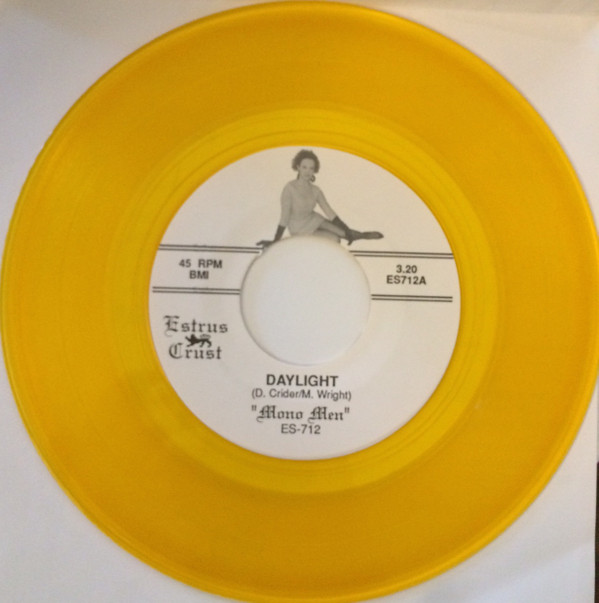 45 RPM
BMI
3.20
ES712A
Estrus
Crust
DAYLIGHT
(D. Crider/M. Wright)
"Mono Men"
ES-712